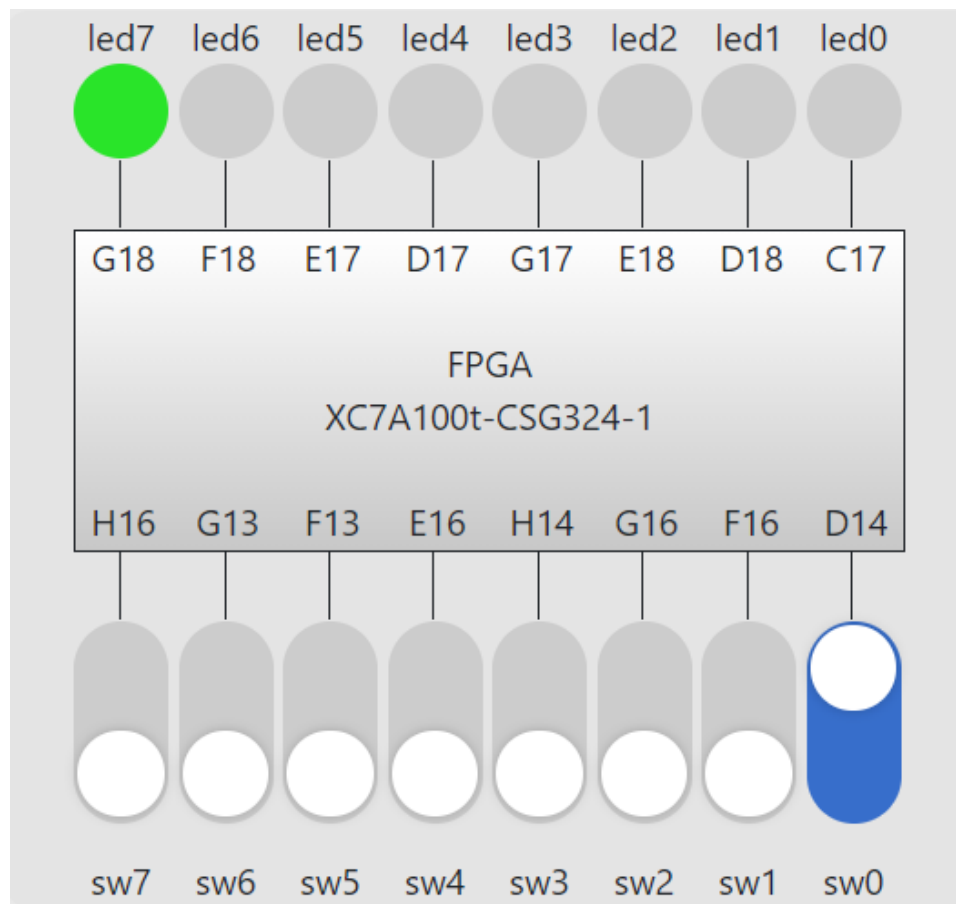 led7 led6 led5 led4 led3 led2 led1 led0
G18 F18 E17 D17 G17 E18 D18 C17
FPGA
XC7A100t-CSG324-1
H16 G13 F13 E16 H14 G16 F16 D14
sw7 sw6 sw5 sw4 sw3 sw2 sw1 sw0